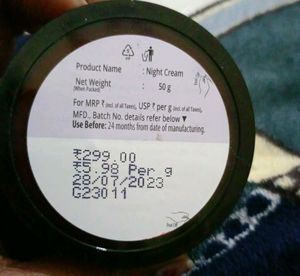 Product Name : Night Cream
Net Weight : 50 g
(When Packed)
For MRP ₹ (incl. of all Taxes), USP ₹ per g (incl. of all Taxes),
MFD., Batch No. details refer below ▼
Use Before: 24 months from date of manufacturing.
₹299.00
₹5.98 Per g
28/07/2023
G23011
Peel Off